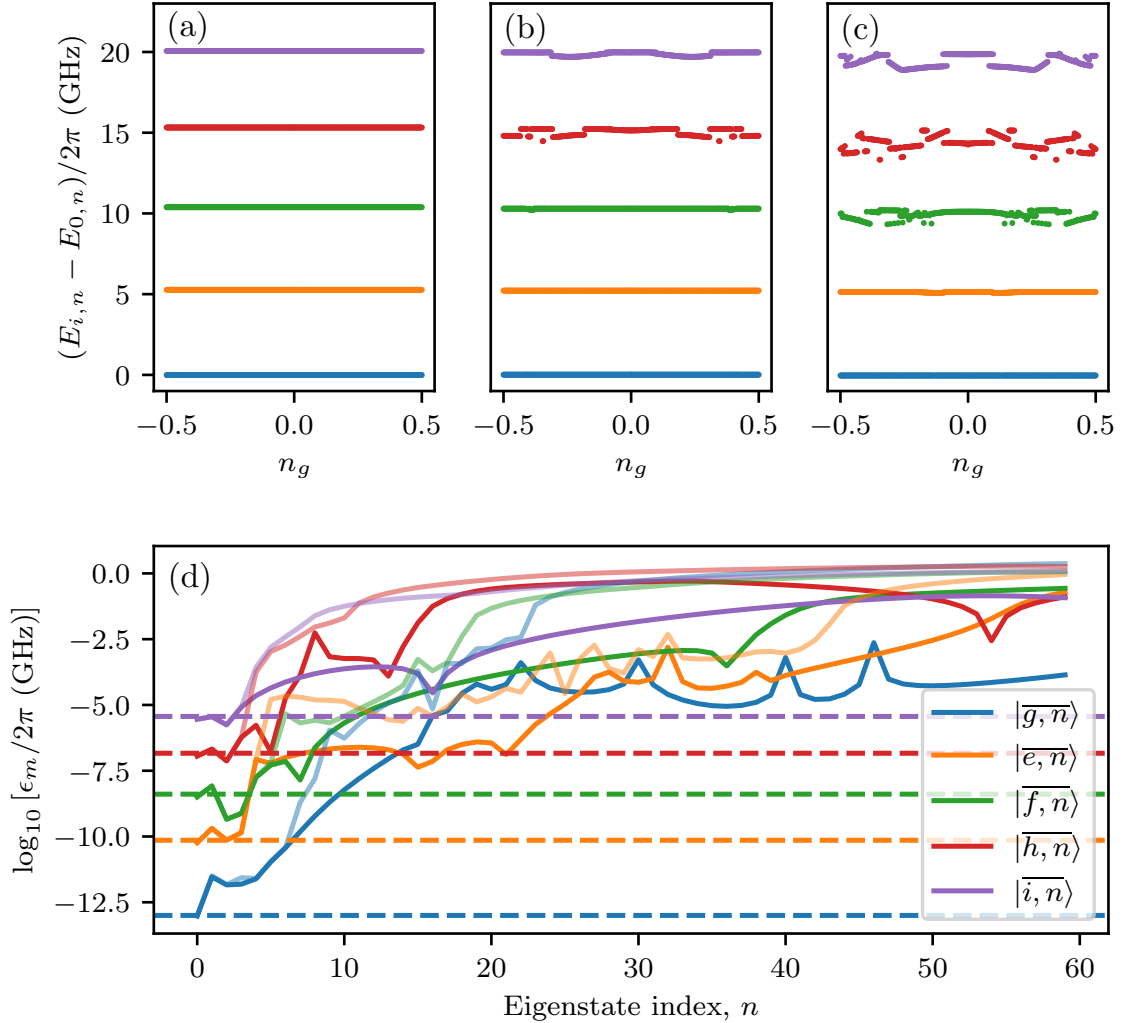 (a)
(b)
(c)
(E_{i,n} − E_{0,n})/2π (GHz)
20
15
10
5
0
−0.5
0.0
0.5
−0.5
0.0
0.5
−0.5
0.0
0.5
n_g
n_g
n_g
(d)
log₁₀ [ϵ_m/2π (GHz)]
0.0
−2.5
−5.0
−7.5
−10.0
−12.5
|\overline{g, n}⟩
|\overline{e, n}⟩
|\overline{f, n}⟩
|\overline{h, n}⟩
|\overline{i, n}⟩
0
10
20
30
40
50
60
Eigenstate index, n